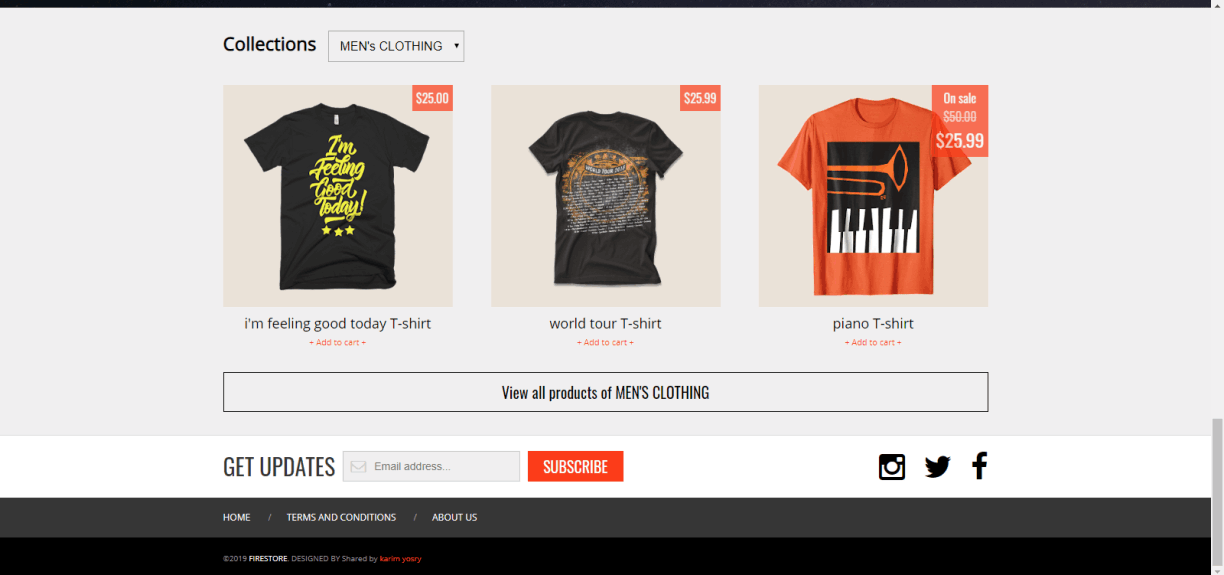 Collections
MEN's CLOTHING
$25.00
I'm
Feeling
Good
today!
i'm feeling good today T-shirt
+ Add to cart +
$25.99
world tour T-shirt
+ Add to cart +
On sale
$50.00
$25.99
piano T-shirt
+ Add to cart +
View all products of MEN'S CLOTHING
GET UPDATES
Email address...
SUBSCRIBE
HOME / TERMS AND CONDITIONS / ABOUT US
©2019 FIRESTORE. DESIGNED BY Shared by karim yosry